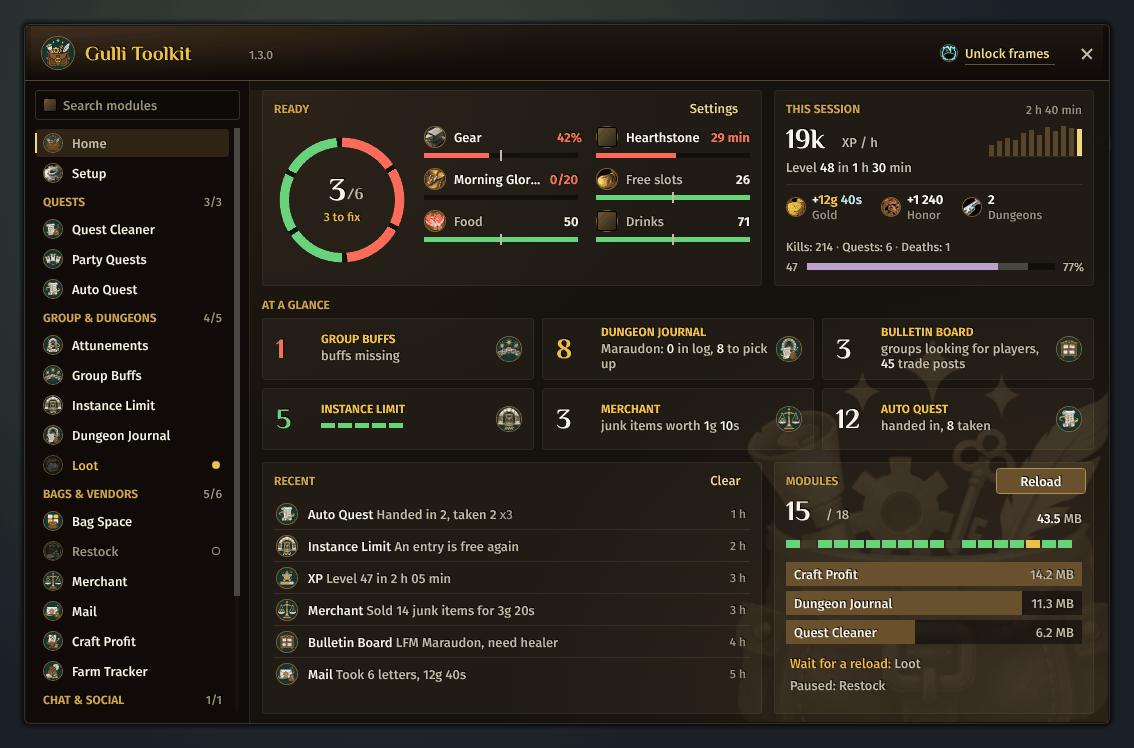 Gulli Toolkit
1.3.0
Unlock frames
Search modules
Home
Setup
QUESTS 3/3
Quest Cleaner
Party Quests
Auto Quest
GROUP & DUNGEONS 4/5
Attunements
Group Buffs
Instance Limit
Dungeon Journal
Loot
BAGS & VENDORS 5/6
Bag Space
Restock
Merchant
Mail
Craft Profit
Farm Tracker
CHAT & SOCIAL 1/1
READY
Settings
3/6
3 to fix
Gear 42%
Hearthstone 29 min
Morning Glor... 0/20
Free slots 26
Food 50
Drinks 71
THIS SESSION
2 h 40 min
19k XP / h
Level 48 in 1 h 30 min
+12g 40s
Gold
+1 240
Honor
2
Dungeons
Kills: 214 · Quests: 6 · Deaths: 1
47 77%
AT A GLANCE
1
GROUP BUFFS
buffs missing
8
DUNGEON JOURNAL
Maraudon: 0 in log, 8 to pick
up
3
BULLETIN BOARD
groups looking for players,
45 trade posts
5
INSTANCE LIMIT
3
MERCHANT
junk items worth 1g 10s
12
AUTO QUEST
handed in, 8 taken
RECENT
Clear
Auto Quest Handed in 2, taken 2 x3 1 h
Instance Limit An entry is free again 2 h
XP Level 47 in 2 h 05 min 3 h
Merchant Sold 14 junk items for 3g 20s 3 h
Bulletin Board LFM Maraudon, need healer 4 h
Mail Took 6 letters, 12g 40s 5 h
MODULES
Reload
15 / 18
43.5 MB
Craft Profit 14.2 MB
Dungeon Journal 11.3 MB
Quest Cleaner 6.2 MB
Wait for a reload: Loot
Paused: Restock